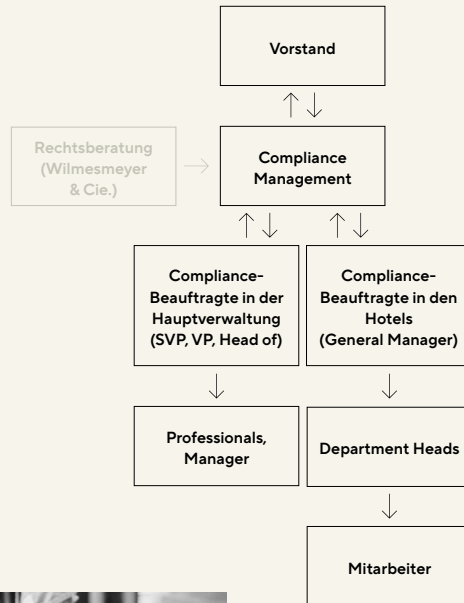 Vorstand
Rechtsberatung
(Wilmesmeyer
& Cie.)
Compliance
Management
Compliance-
Beauftragte in der
Hauptverwaltung
(SVP, VP, Head of)
Compliance-
Beauftragte in den
Hotels
(General Manager)
Professionals,
Manager
Department Heads
Mitarbeiter